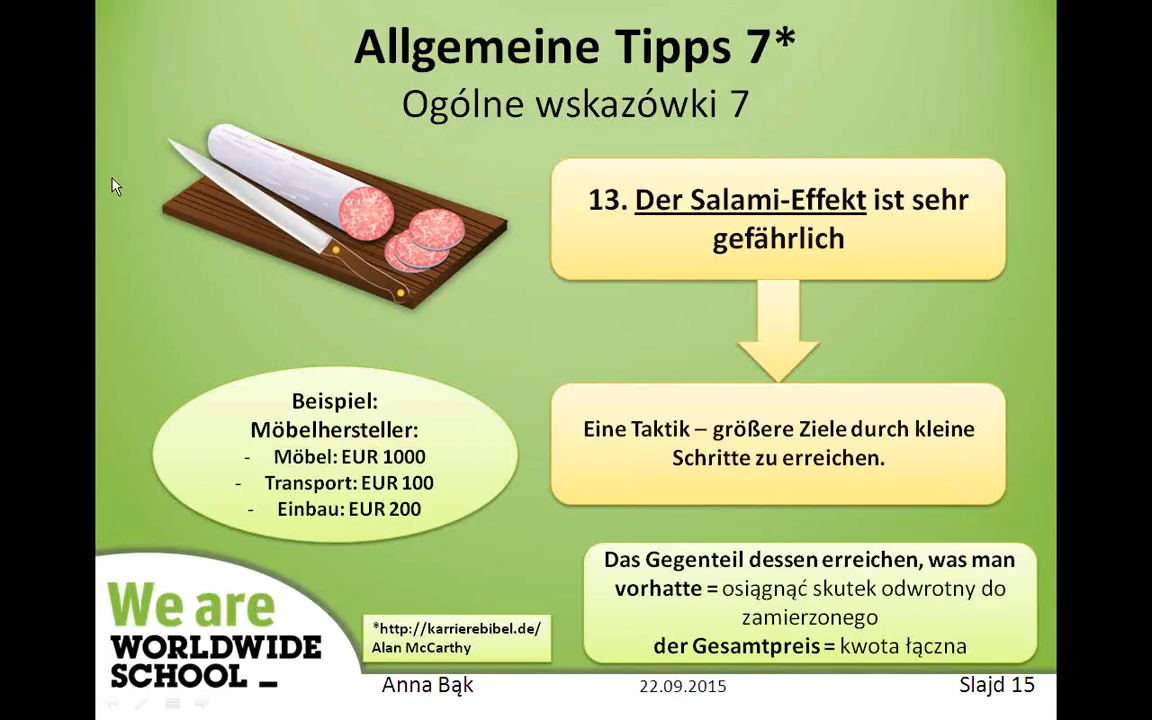 Allgemeine Tipps 7*
Ogólne wskazówki 7
13. Der Salami-Effekt ist sehr
gefährlich
Eine Taktik – größere Ziele durch kleine
Schritte zu erreichen.
Beispiel:
Möbelhersteller:
- Möbel: EUR 1000
- Transport: EUR 100
- Einbau: EUR 200
Das Gegenteil dessen erreichen, was man
vorhatte = osiągnąć skutek odwrotny do
zamierzonego
der Gesamtpreis = kwota łączna
*http://karrierebibel.de/
Alan McCarthy
We are
WORLDWIDE
SCHOOL _
Anna Bąk
22.09.2015
Slajd 15